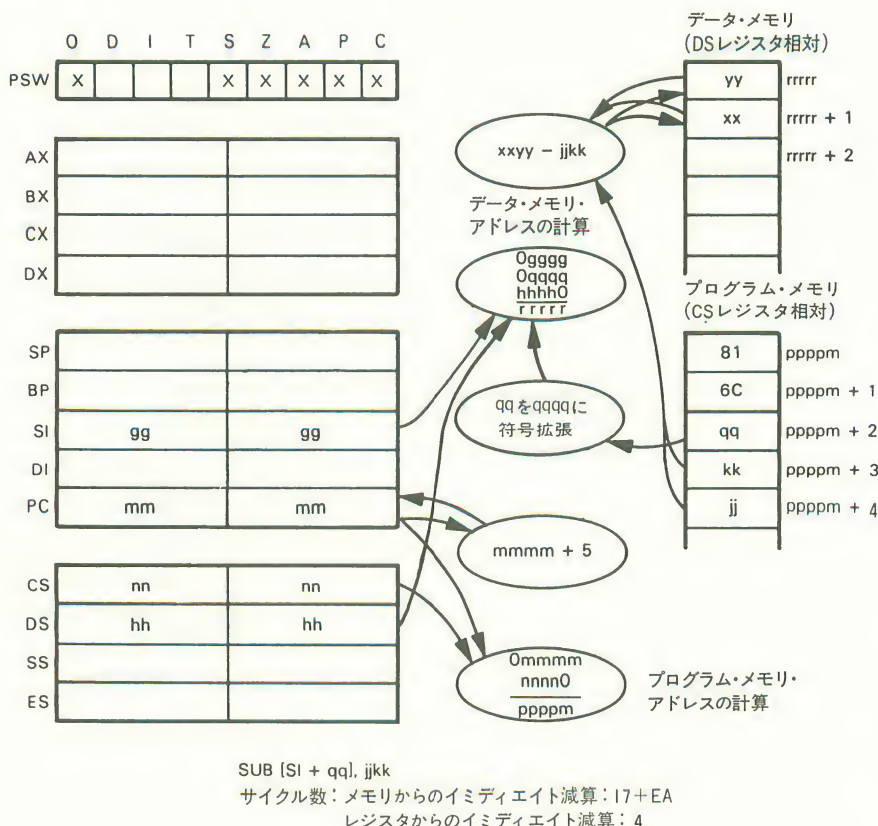 O D I T S Z A P C
PSW X X X X X X
AX
BX
CX
DX
SP
BP
SI gg gg
DI
PC mm mm
CS nn nn
DS hh hh
SS
ES
xxyy − jjkk
データ・メモリ・
アドレスの計算
0gggg
0qqqq
hhhh0
rrrrr
qqをqqqqに
符号拡張
mmmm + 5
0mmmm
nnnn0
ppppm
プログラム・メモリ・
アドレスの計算
データ・メモリ
(DSレジスタ相対)
yy rrrrr
xx rrrrr + 1
rrrrr + 2
プログラム・メモリ
(CSレジスタ相対)
81 ppppm
6C ppppm + 1
qq ppppm + 2
kk ppppm + 3
jj ppppm + 4
SUB [SI + qq], jjkk
サイクル数：メモリからのイミディエイト減算：17＋EA
レジスタからのイミディエイト減算：4